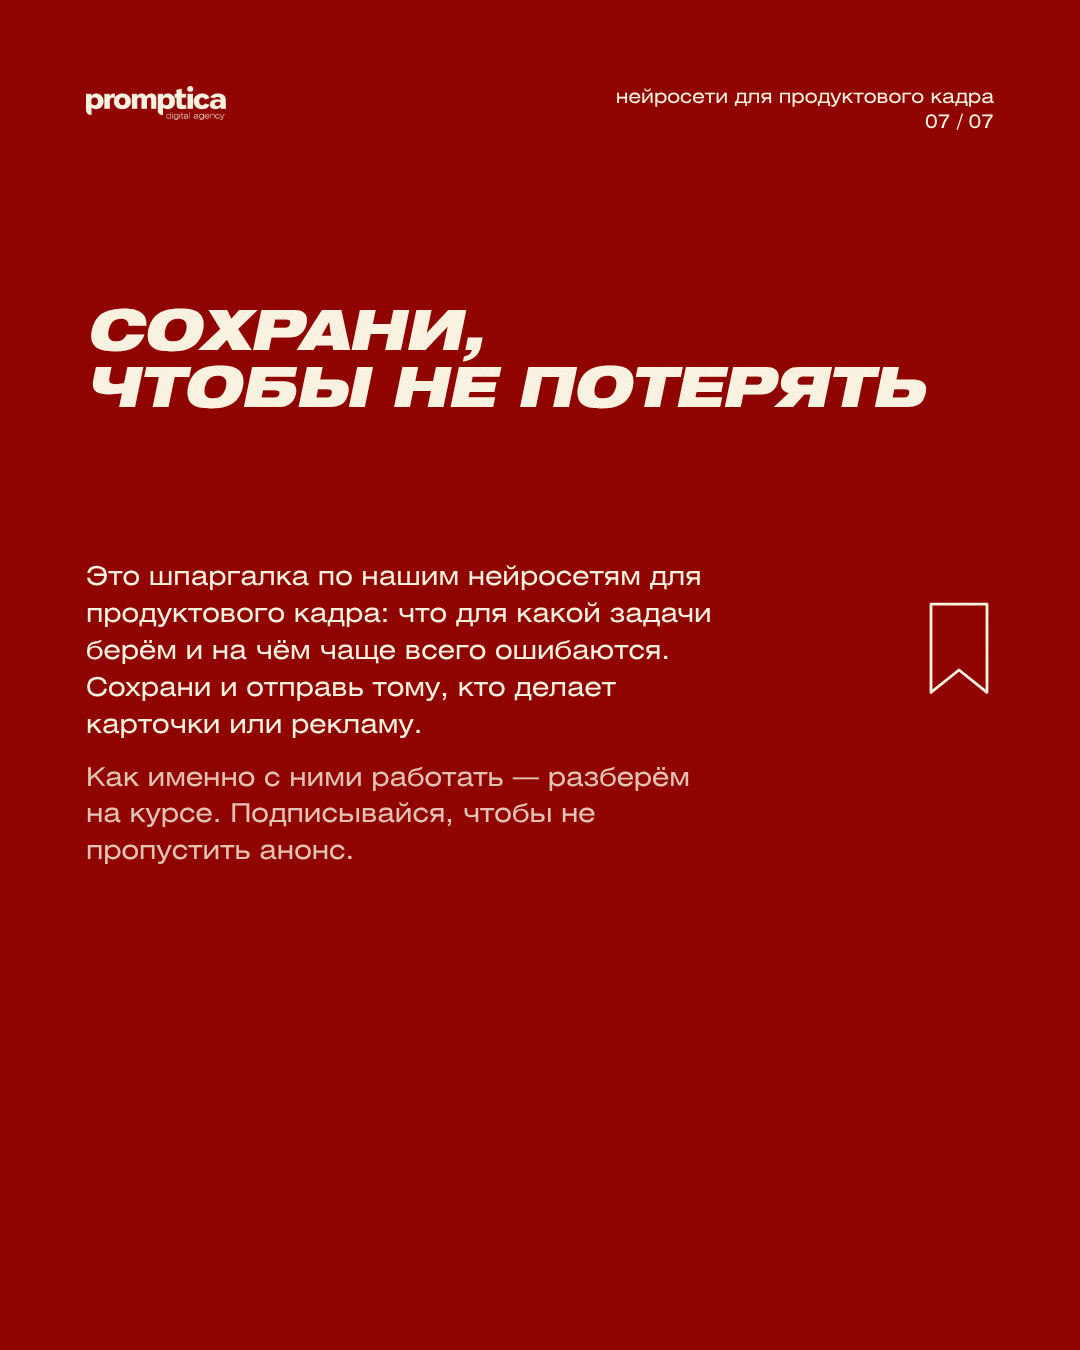 promptica
digital agency
нейросети для продуктового кадра
07 / 07
СОХРАНИ,
ЧТОБЫ НЕ ПОТЕРЯТЬ
Это шпаргалка по нашим нейросетям для
продуктового кадра: что для какой задачи
берём и на чём чаще всего ошибаются.
Сохрани и отправь тому, кто делает
карточки или рекламу.
Как именно с ними работать — разберём
на курсе. Подписывайся, чтобы не
пропустить анонс.